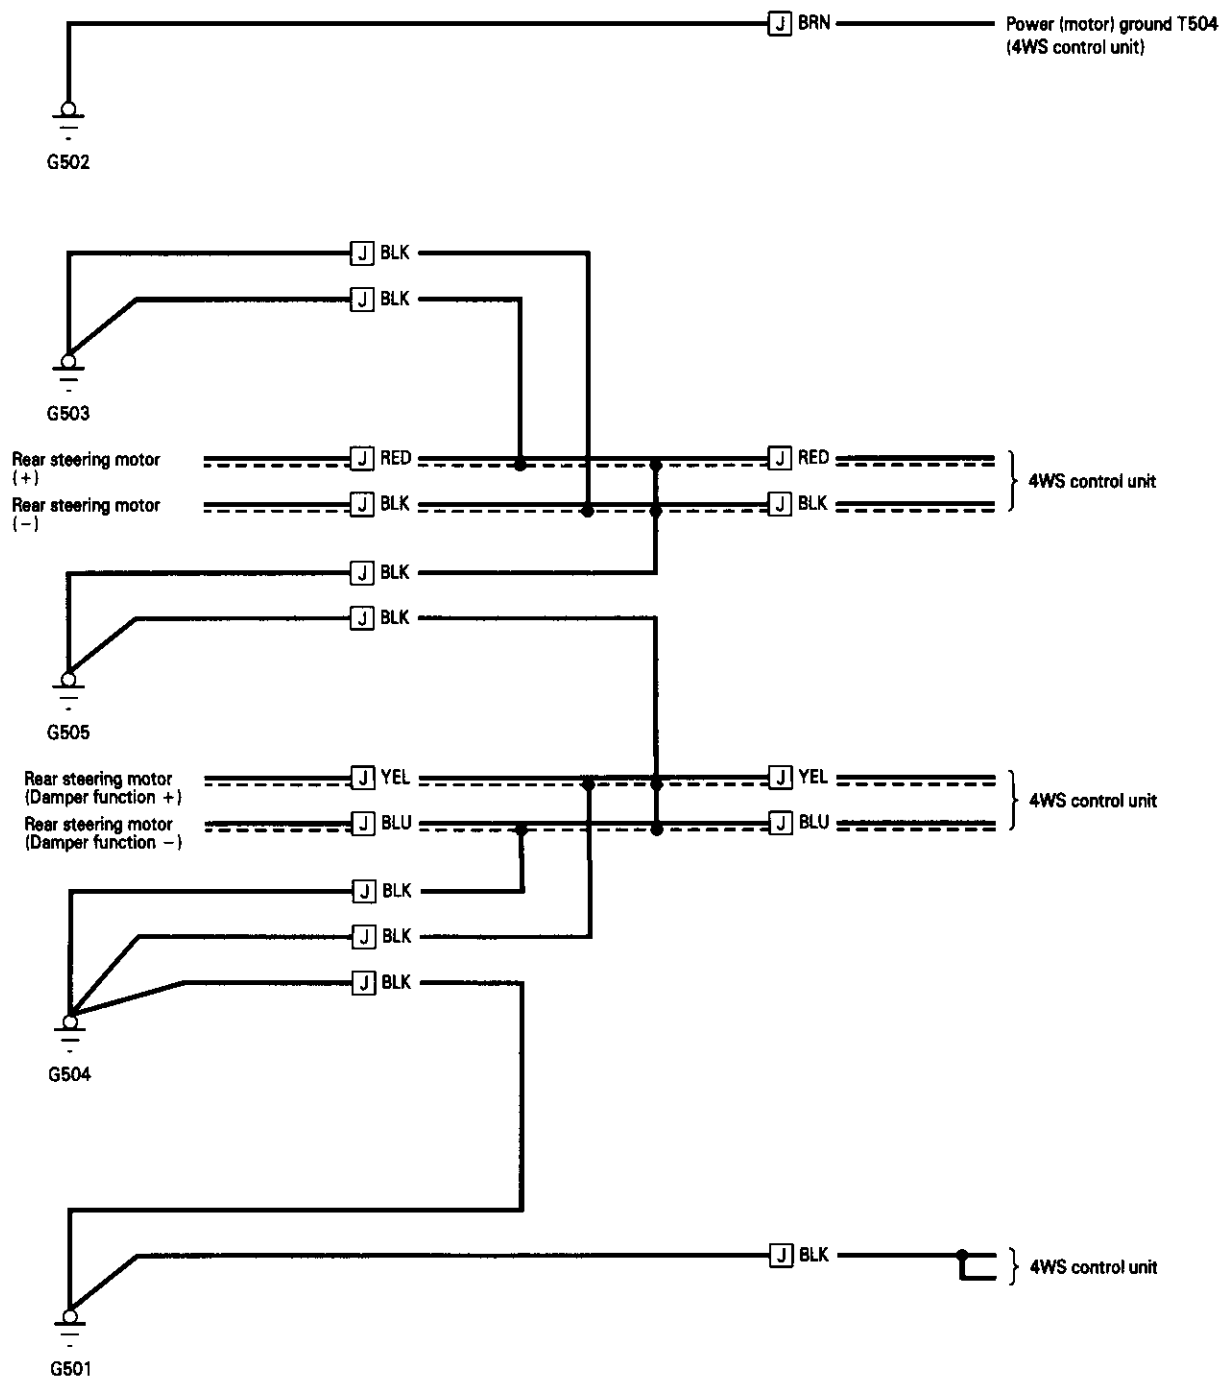 J BRN Power (motor) ground T504
(4WS control unit)
G502
J BLK
J BLK
G503
Rear steering motor J RED J RED
(+)
4WS control unit
Rear steering motor J BLK J BLK
(−)
J BLK
J BLK
G505
Rear steering motor J YEL J YEL
(Damper function +)
4WS control unit
Rear steering motor J BLU J BLU
(Damper function −)
J BLK
J BLK
J BLK
G504
J BLK
4WS control unit
G501